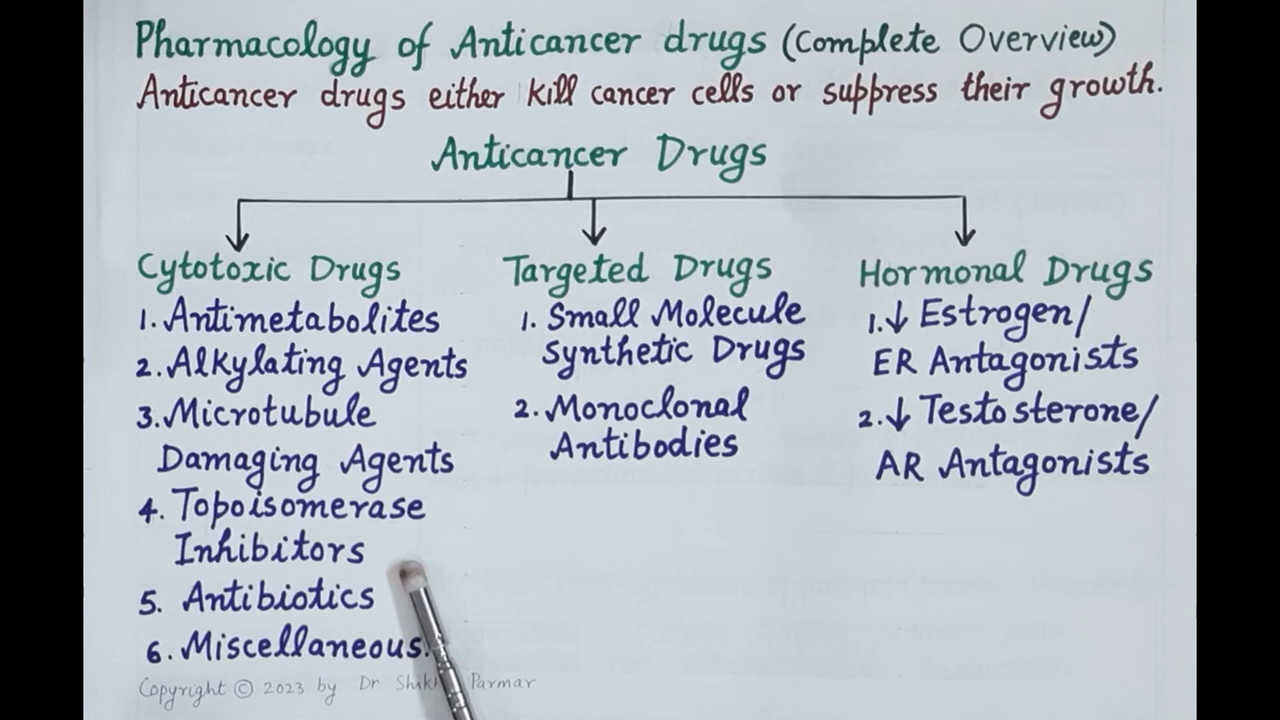 Pharmacology of Anticancer drugs (Complete Overview)
Anticancer drugs either kill cancer cells or suppress their growth.
Anticancer Drugs
Cytotoxic Drugs
1. Antimetabolites
2. Alkylating Agents
3. Microtubule
Damaging Agents
4. Topoisomerase
Inhibitors
5. Antibiotics
6. Miscellaneous.
Targeted Drugs
1. Small Molecule
Synthetic Drugs
2. Monoclonal
Antibodies
Hormonal Drugs
1. ↓ Estrogen/
ER Antagonists
2. ↓ Testosterone/
AR Antagonists
Copyright © 2023 by Dr Parmar